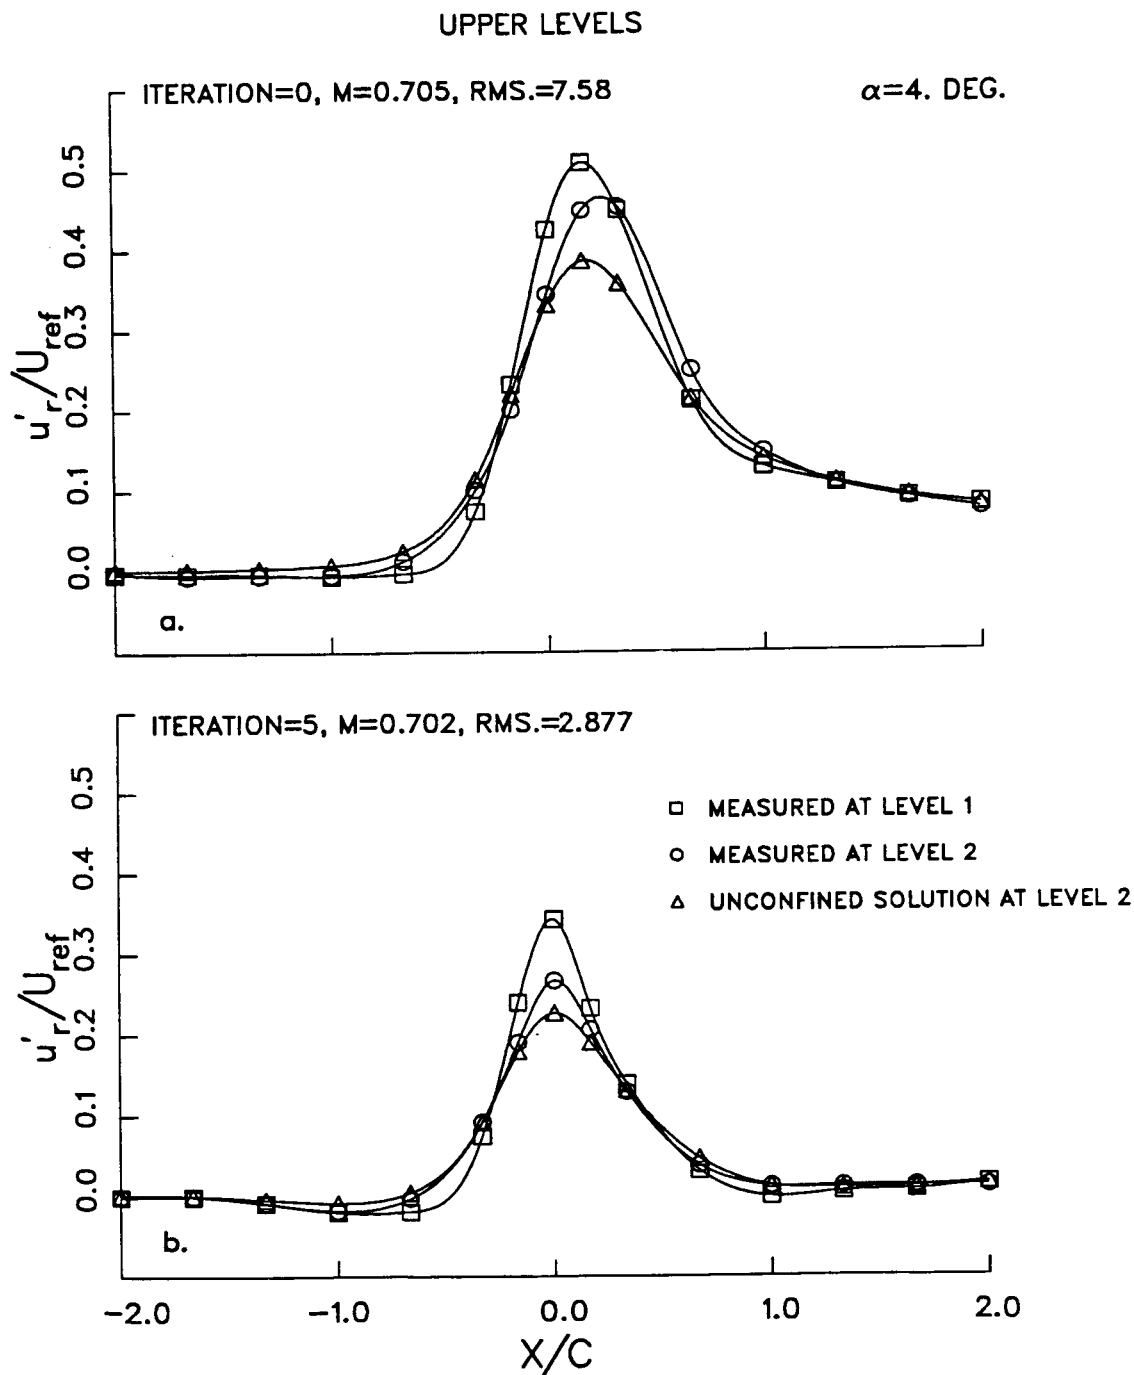 UPPER LEVELS
ITERATION=0, M=0.705, RMS.=7.58
α=4. DEG.
0.5
0.4
0.3
0.2
0.1
0.0
u'r/Uref
a.
ITERATION=5, M=0.702, RMS.=2.877
0.5
0.4
0.3
0.2
0.1
0.0
u'r/Uref
MEASURED AT LEVEL 1
MEASURED AT LEVEL 2
UNCONFINED SOLUTION AT LEVEL 2
b.
−2.0 −1.0 0.0 1.0 2.0
X/C